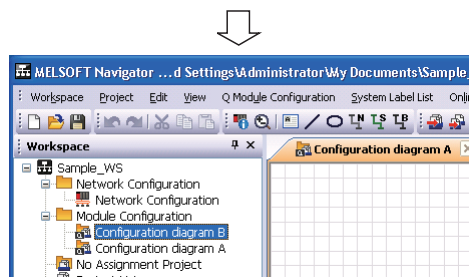 MELSOFT Navigator ...d Settings\Administrator\My Documents\Sample_
Workspace Project Edit View Q Module Configuration System Label List
Workspace
Configuration diagram A
Sample_WS
Network Configuration
Network Configuration
Module Configuration
Configuration diagram B
Configuration diagram A
No Assignment Project